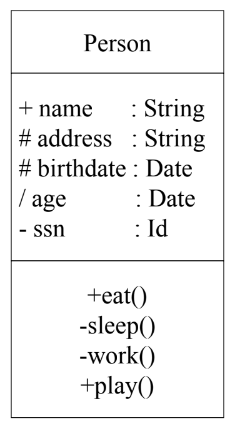 Person
+ name : String
# address : String
# birthdate : Date
/ age : Date
- ssn : Id
+eat()
-sleep()
-work()
+play()